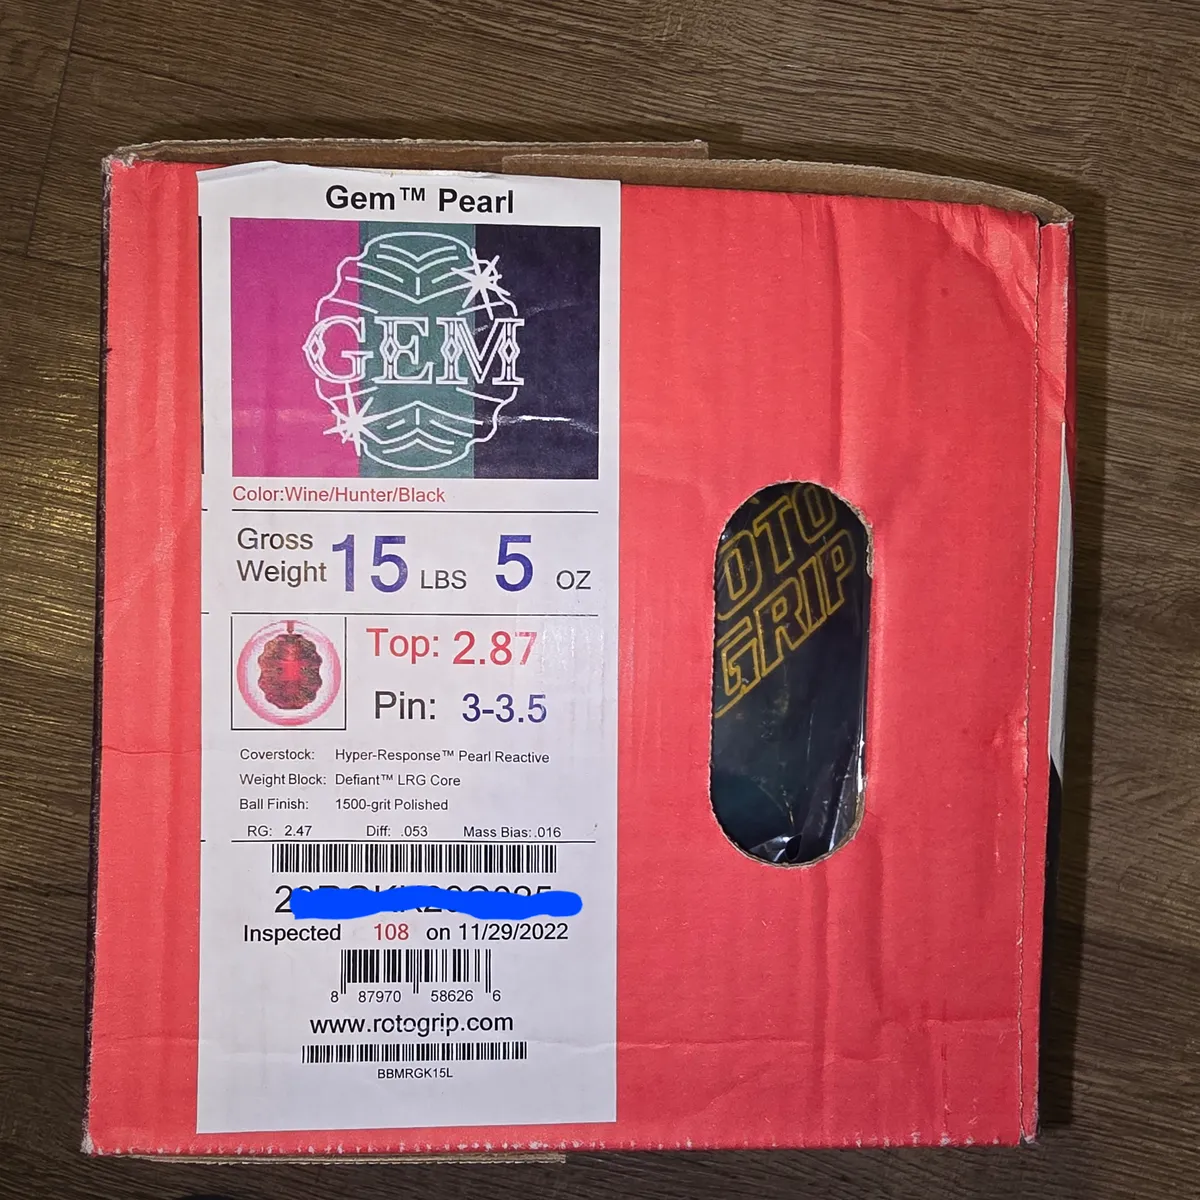 Gem™ Pearl
GEM
Color:Wine/Hunter/Black
Gross Weight 15 LBS 5 OZ
Top: 2.87
Pin: 3-3.5
Coverstock: Hyper-Response™ Pearl Reactive
Weight Block: Defiant™ LRG Core
Ball Finish: 1500-grit Polished
RG: 2.47 Diff: .053 Mass Bias: .016
Inspected 108 on 11/29/2022
8 87970 58626 6
www.rotogrip.com
BBMRGK15L
OTO
GRIP